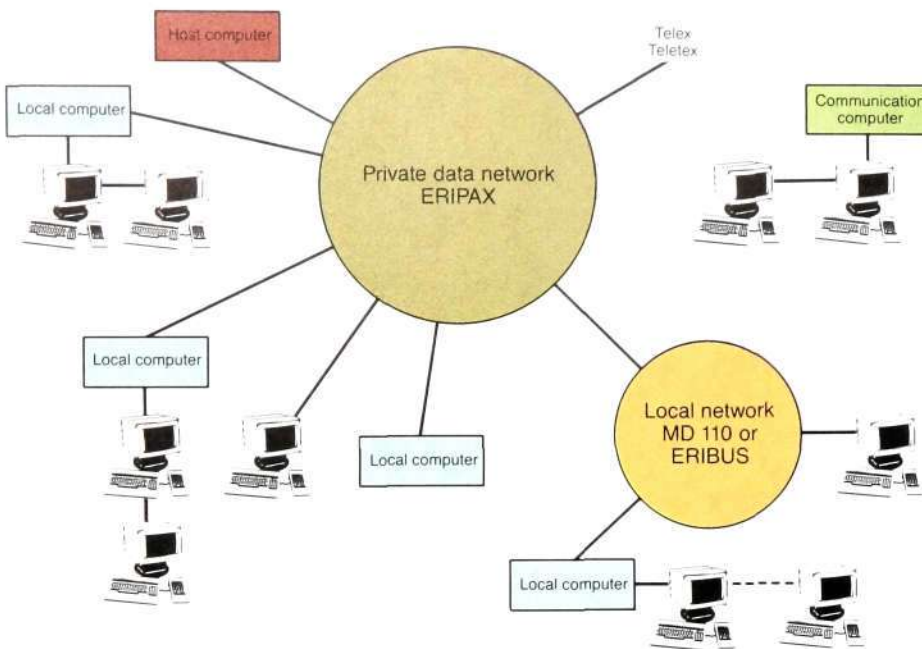 Host computer
Telex
Teletex
Local computer
Communication
computer
Private data network
ERIPAX
Local computer
Local network
MD 110 or
ERIBUS
Local computer
Local computer